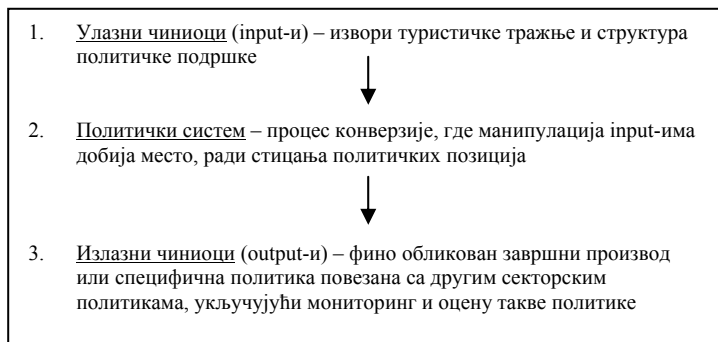 1. Улазни чиниоци (input-и) – извори туристичке тражње и структура
политичке подршке
2. Политички систем – процес конверзије, где манипулација input-има
добија место, ради стицања политичких позиција
3. Излазни чиниоци (output-и) – фино обликован завршни производ
или специфична политика повезана са другим секторским
политикама, укључујући мониторинг и оцену такве политике